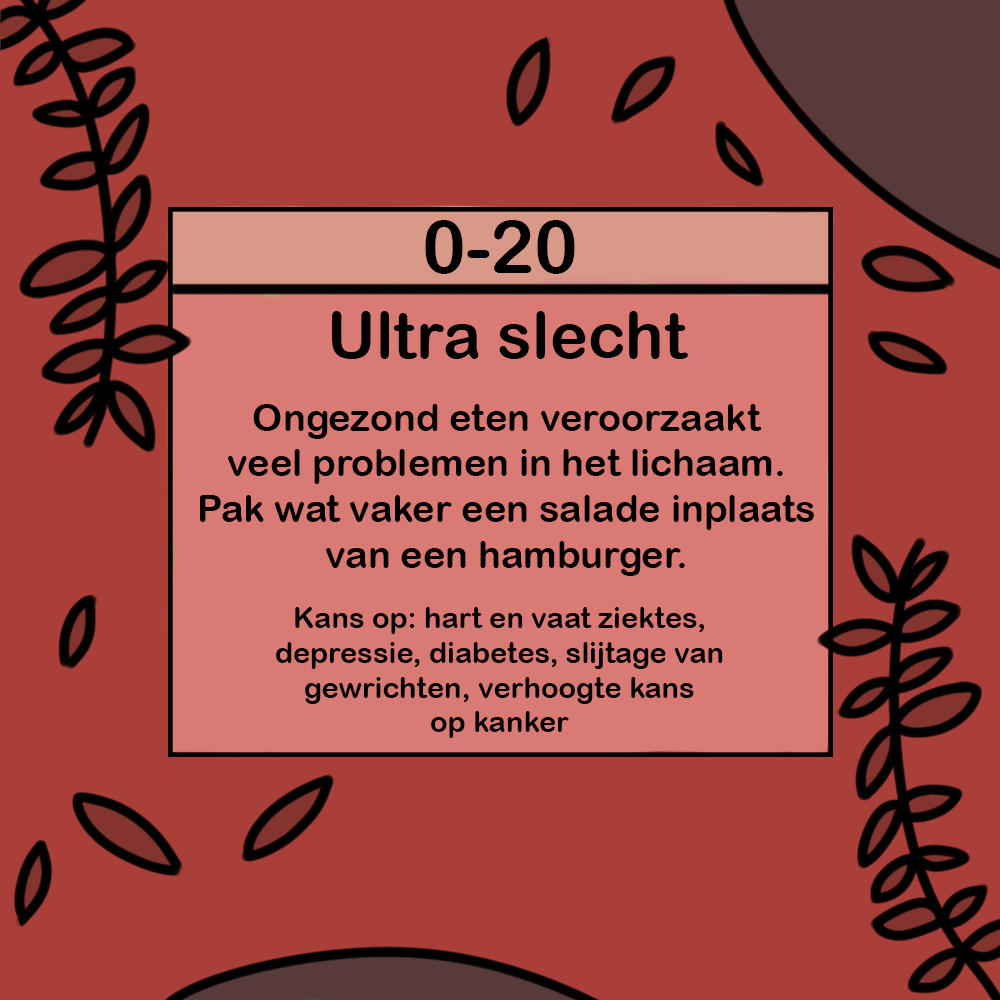 0-20
Ultra slecht
Ongezond eten veroorzaakt
veel problemen in het lichaam.
Pak wat vaker een salade inplaats
van een hamburger.
Kans op: hart en vaat ziektes,
depressie, diabetes, slijtage van
gewrichten, verhoogte kans
op kanker